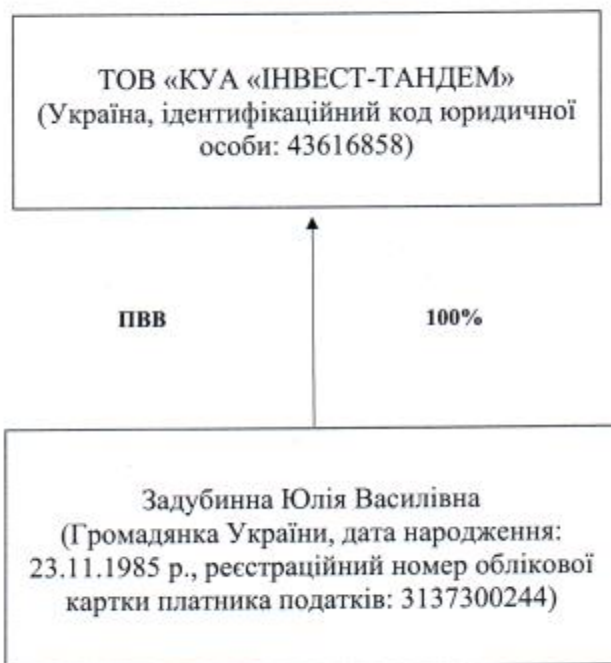 ТОВ «КУА «ІНВЕСТ-ТАНДЕМ»
(Україна, ідентифікаційний код юридичної
особи: 43616858)
ПВВ 100%
Задубинна Юлія Василівна
(Громадянка України, дата народження:
23.11.1985 р., реєстраційний номер облікової
картки платника податків: 3137300244)